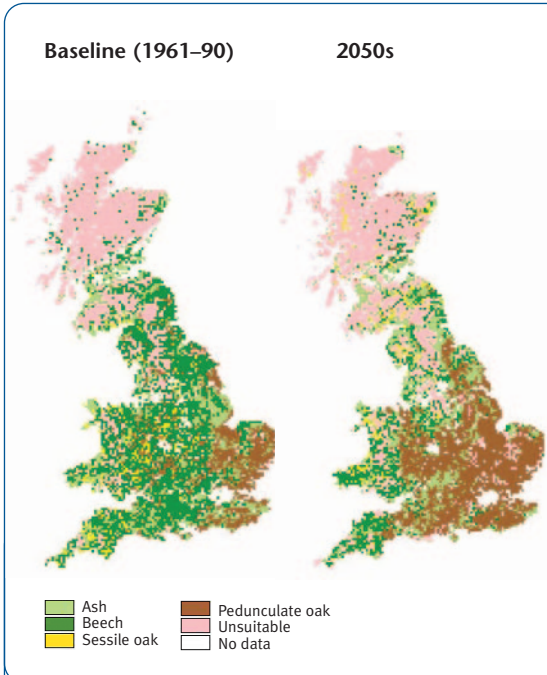 Baseline (1961–90)
2050s
Ash
Beech
Sessile oak
Pedunculate oak
Unsuitable
No data